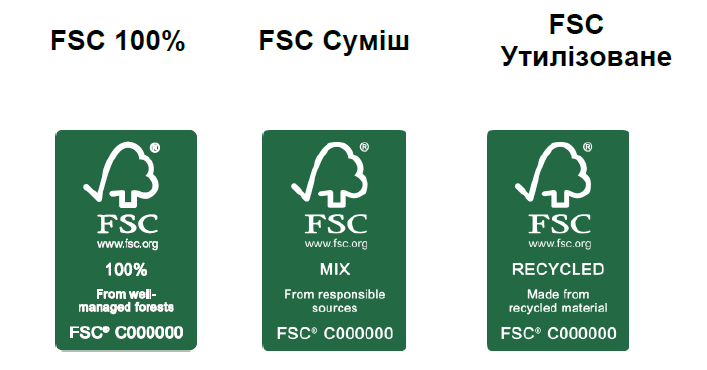 FSC 100%
FSC Суміш
FSC
Утилізоване
®
FSC
www.fsc.org
100%
From well-
managed forests
FSC® C000000
®
FSC
www.fsc.org
MIX
From responsible
sources
FSC® C000000
®
FSC
www.fsc.org
RECYCLED
Made from
recycled material
FSC® C000000